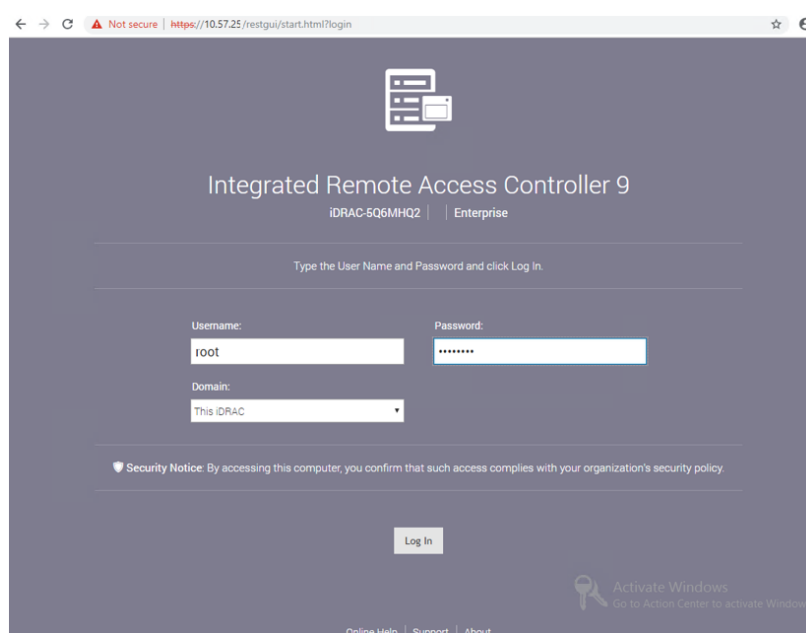 Not secure | https://10.57.25/restgui/start.html?login
Integrated Remote Access Controller 9
iDRAC-5Q6MHQ2 | | Enterprise
Type the User Name and Password and click Log In.
Username: Password:
root ••••••••
Domain:
This iDRAC
Security Notice: By accessing this computer, you confirm that such access complies with your organization's security policy.
Log In
Activate Windows
Go to Action Center to activate Window
Online Help | Support | About